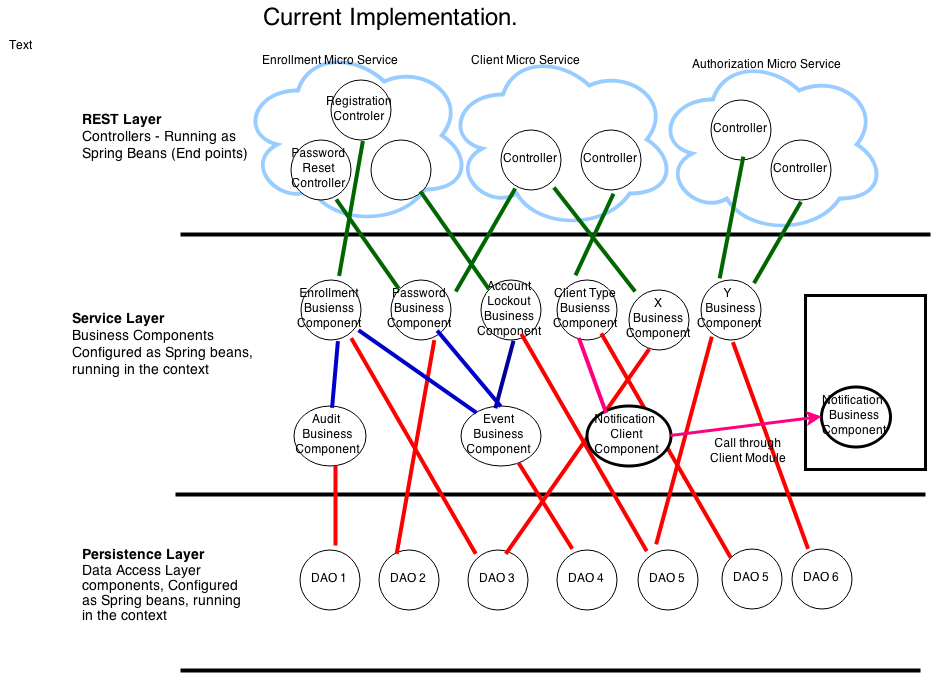 Current Implementation.
Text
Enrollment Micro Service
Client Micro Service
Authorization Micro Service
REST Layer
Controllers - Running as
Spring Beans (End points)
Registration
Controler
Password
Reset
Controller
Controller
Controller
Controller
Controller
Service Layer
Business Components
Configured as Spring beans,
running in the context
Enrollment
Busienss
Component
Password
Business
Component
Account
Lockout
Business
Component
Client Type
Business
Component
X
Business
Component
Y
Business
Component
Audit
Business
Component
Event
Business
Component
Notification
Client
Component
Call through
Client Module
Notification
Business
Component
Persistence Layer
Data Access Layer
components, Configured
as Spring beans, running
in the context
DAO 1
DAO 2
DAO 3
DAO 4
DAO 5
DAO 5
DAO 6